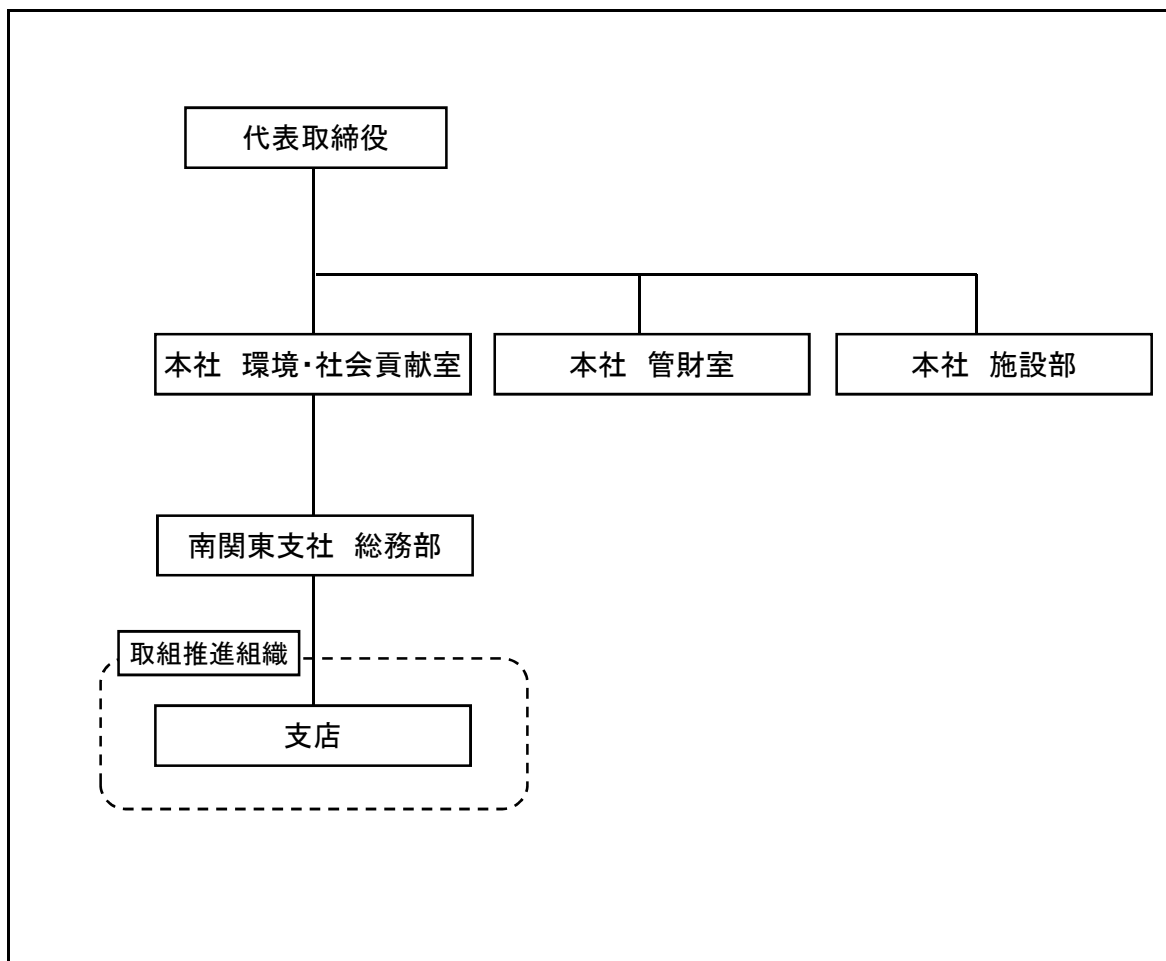 代表取締役
本社　環境・社会貢献室
本社　管財室
本社　施設部
南関東支社　総務部
取組推進組織
支店